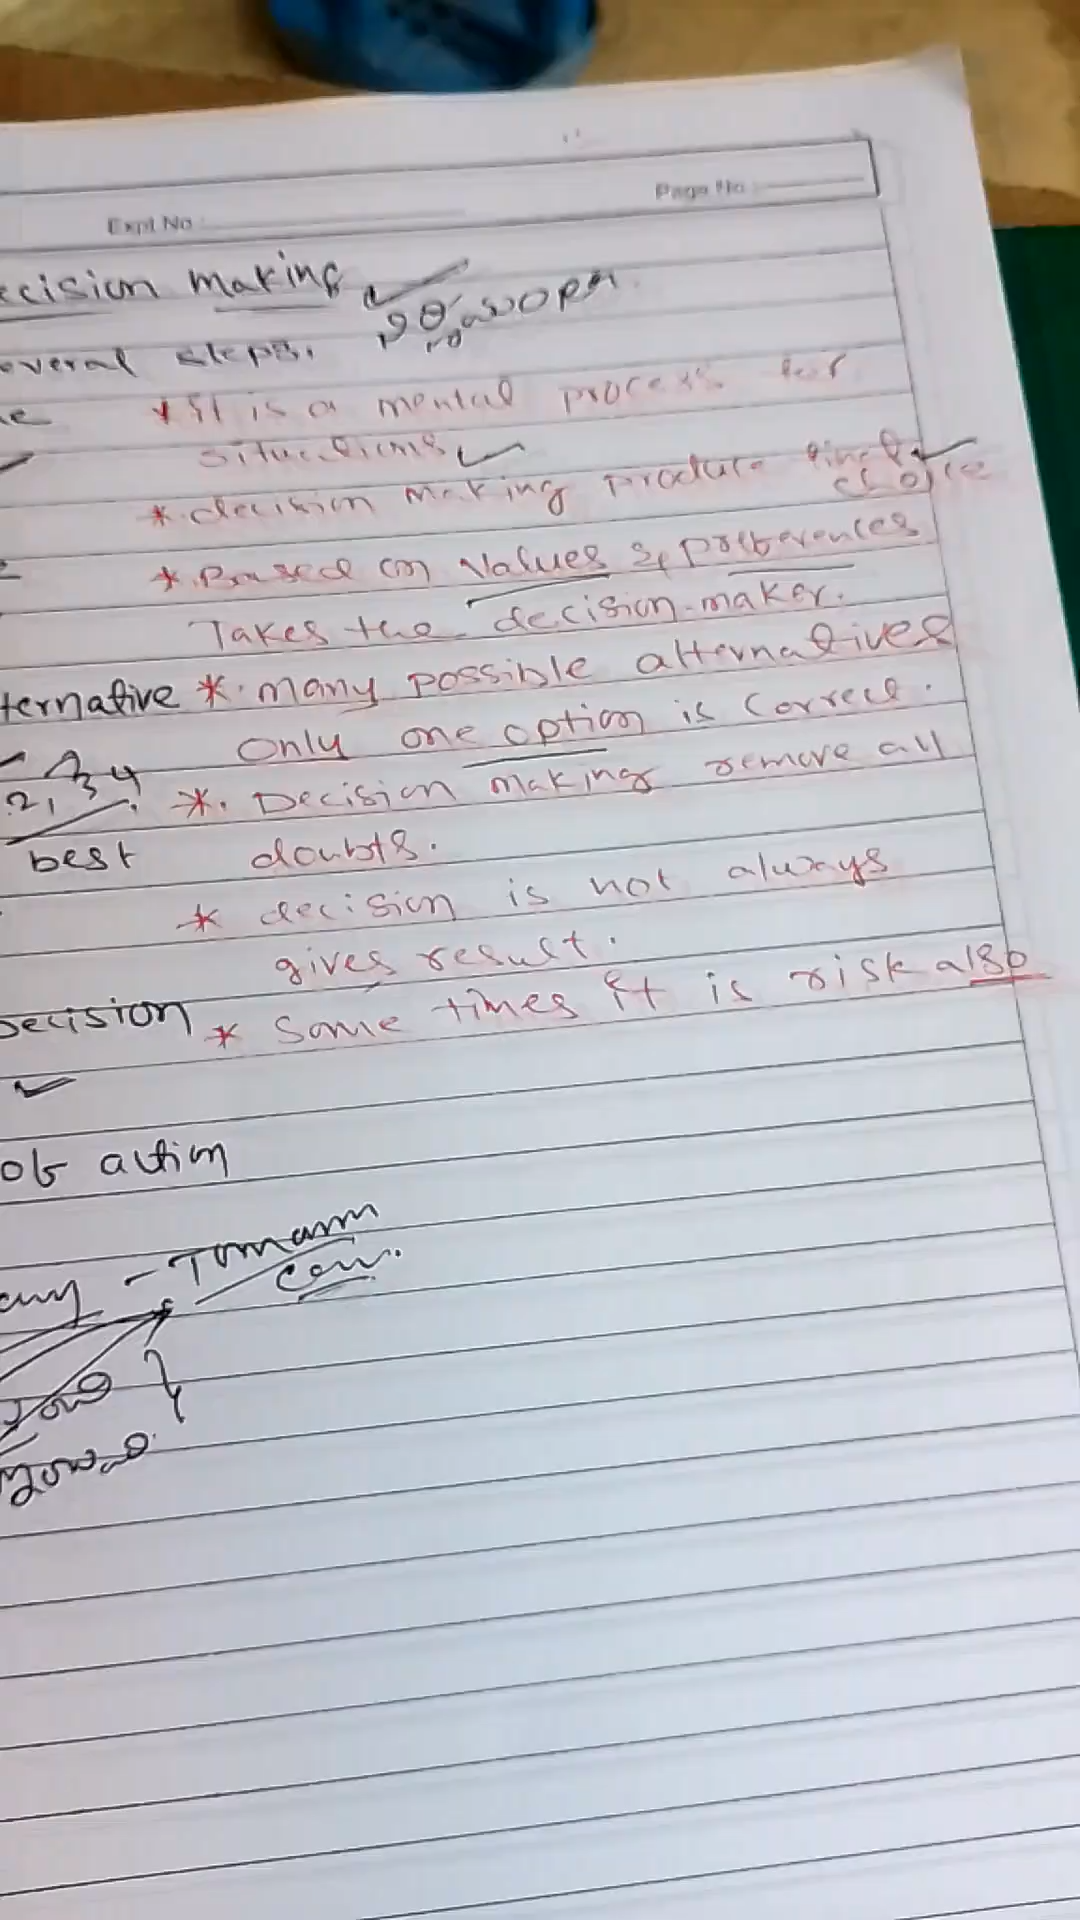 Page No :
Expt No :
ecision making
everal steps.
* It is a mental process for
situations
* decision making produce final
choice
* Based on values & preferences
Takes the decision-maker.
ternative * many possible alternatives
only one option is correct.
2, 3, 4
* Decision making remove all
best doubts.
* decision is not always
gives result.
Decision * Some times it is risk also
action